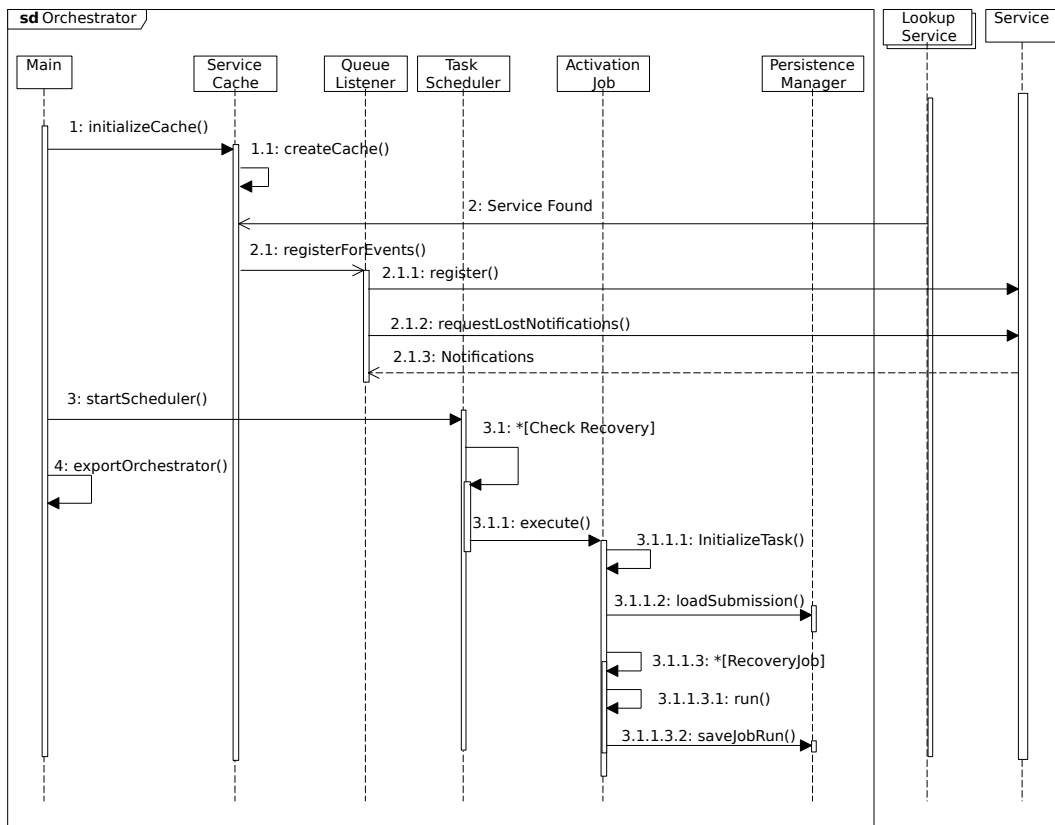 sd Orchestrator
Lookup
Service
Service
Main
Service
Cache
Queue
Listener
Task
Scheduler
Activation
Job
Persistence
Manager
1: initializeCache()
1.1: createCache()
2: Service Found
2.1: registerForEvents()
2.1.1: register()
2.1.2: requestLostNotifications()
2.1.3: Notifications
3: startScheduler()
3.1: *[Check Recovery]
4: exportOrchestrator()
3.1.1: execute()
3.1.1.1: InitializeTask()
3.1.1.2: loadSubmission()
3.1.1.3: *[RecoveryJob]
3.1.1.3.1: run()
3.1.1.3.2: saveJobRun()